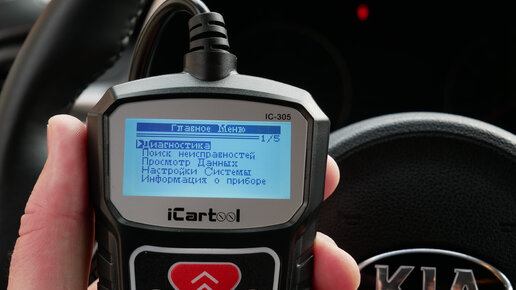 IC-305
Главное Меню
1/5
Диагностика
Поиск неисправностей
Просмотр Данных
Настройки Системы
Информация о приборе
iCartool
KIA